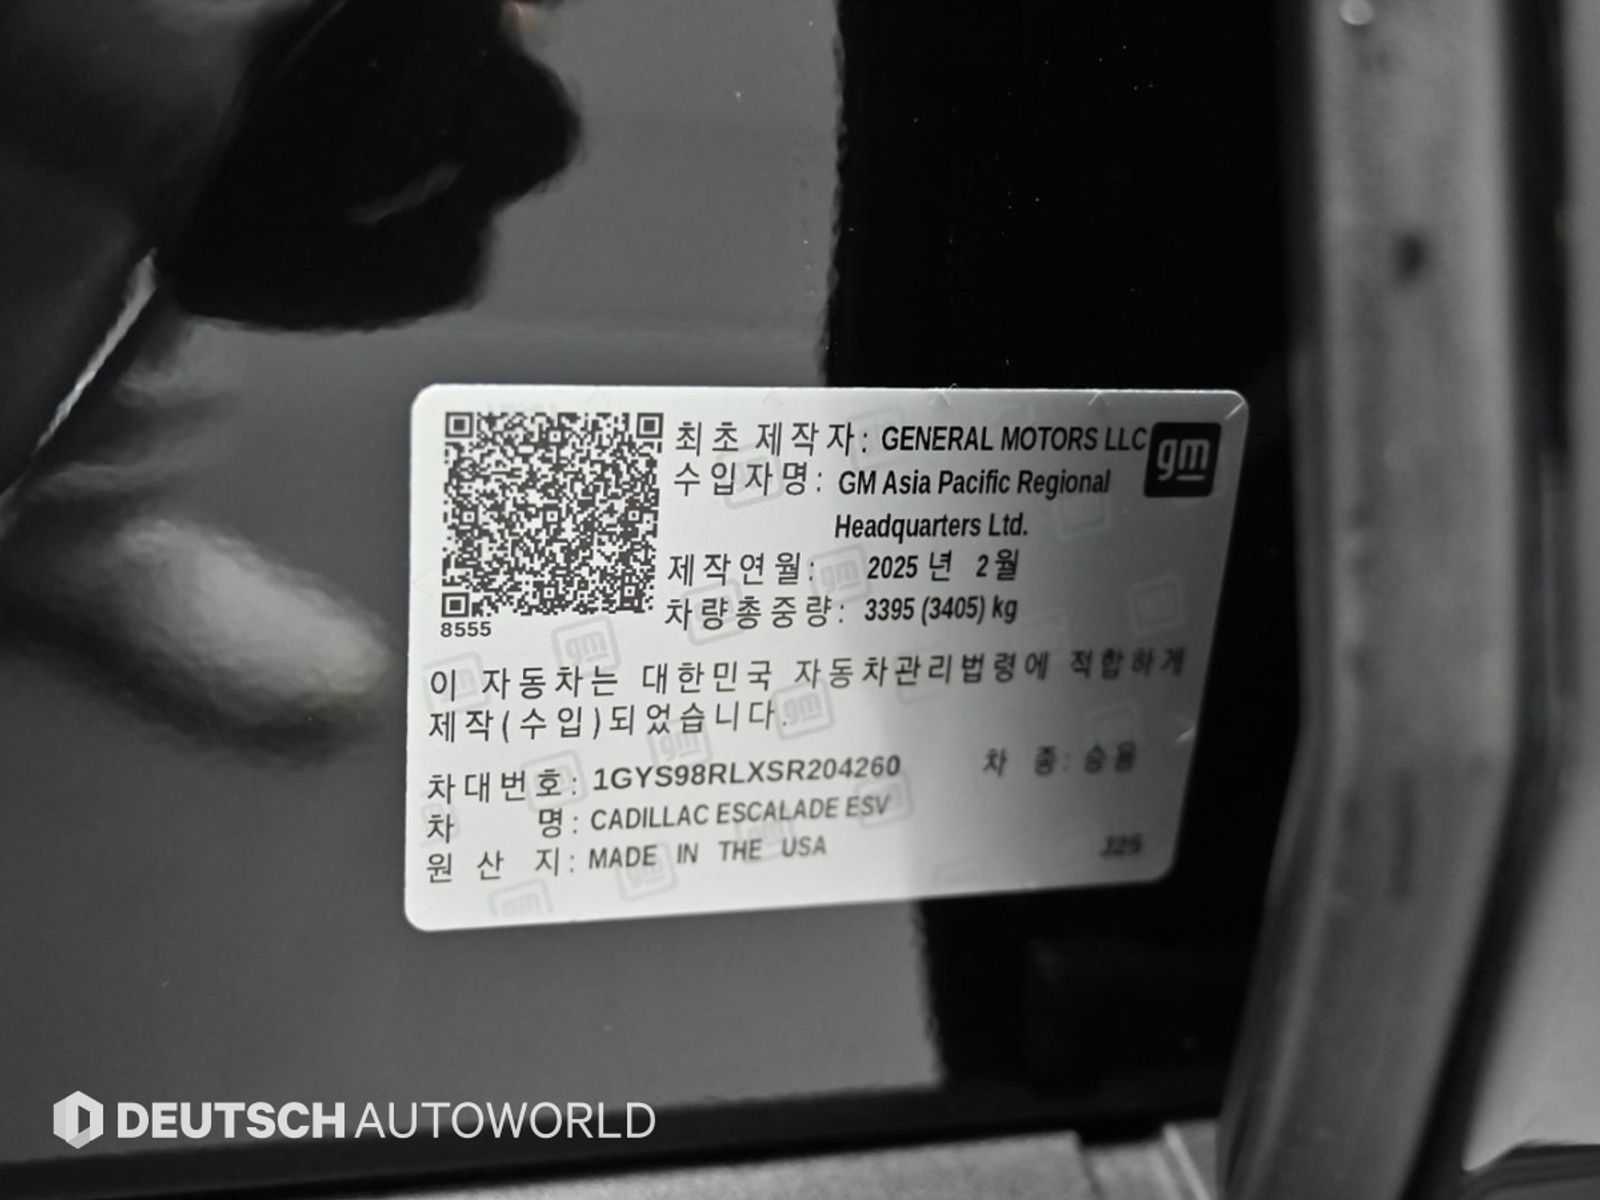 최초 제작자: GENERAL MOTORS LLC gm
수입자명: GM Asia Pacific Regional
Headquarters Ltd.
제작연월: 2025 년 2 월
차량총중량: 3395 (3405) kg
8555
이 자동차는 대한민국 자동차관리법령에 적합하게
제작(수입)되었습니다.
차대번호: 1GYS98RLXSR204260 차 종: 승용
차 명: CADILLAC ESCALADE ESV
원 산 지: MADE IN THE USA
J25
DEUTSCH AUTOWORLD